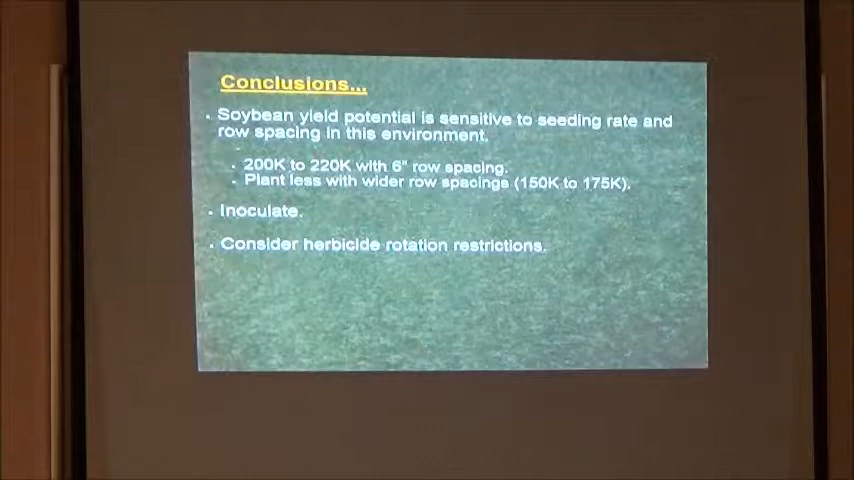 Conclusions...
• Soybean yield potential is sensitive to seeding rate and
row spacing in this environment.
• 200K to 220K with 6" row spacing.
• Plant less with wider row spacings (150K to 175K).
• Inoculate.
• Consider herbicide rotation restrictions.